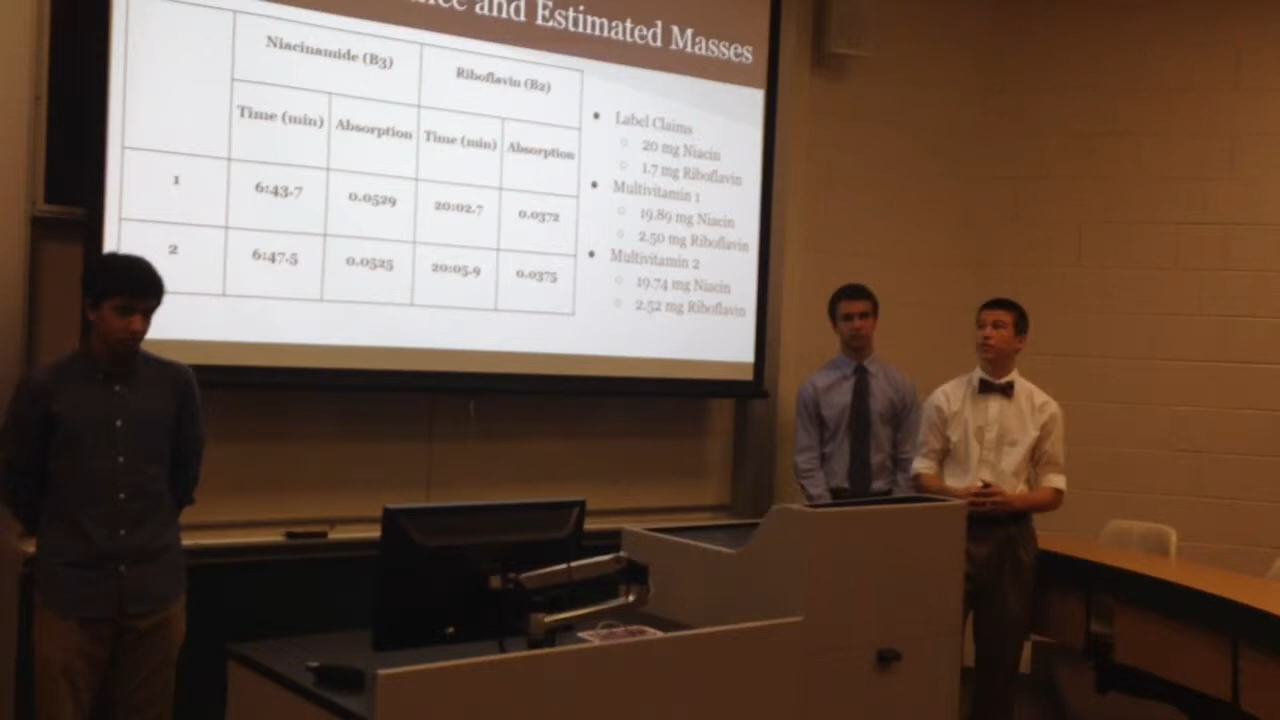 and Estimated Masses
Niacinamide (B3) Riboflavin (B2)
Time (min) Absorption Time (min) Absorption
1 6:43.7 0.0529 20:02.7 0.0372
2 6:47.5 0.0525 20:05.9 0.0375
Label Claims
20 mg Niacin
1.7 mg Riboflavin
Multivitamin 1
19.89 mg Niacin
2.50 mg Riboflavin
Multivitamin 2
19.74 mg Niacin
2.52 mg Riboflavin